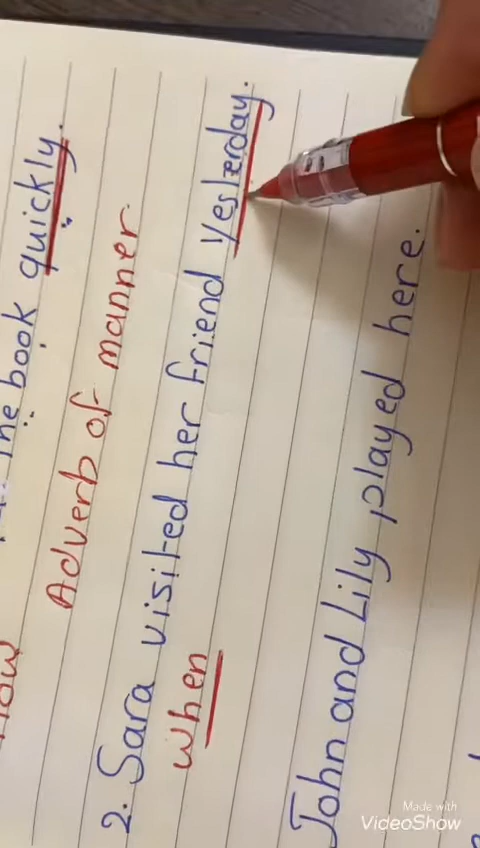 the book quickly.
Adverb of manner
2. Sara visited her friend yesterday.
when
John and Lily played here.
Made with
VideoShow